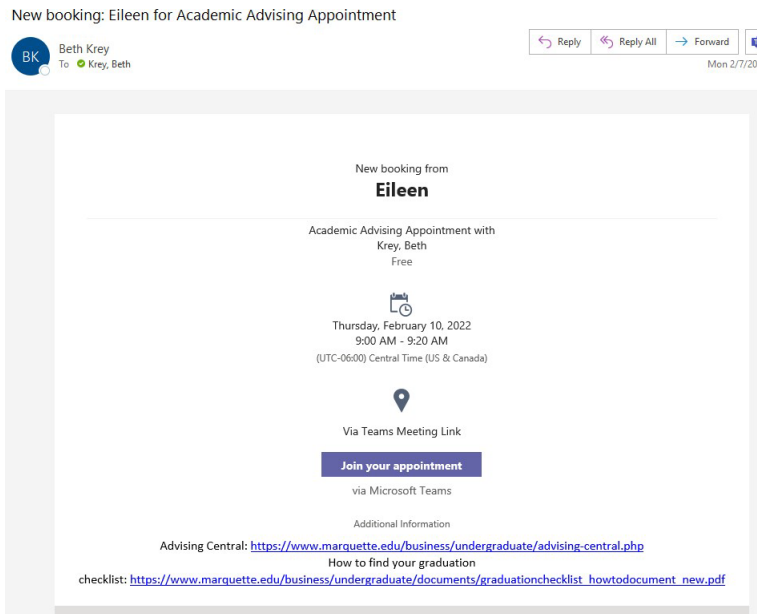 New booking: Eileen for Academic Advising Appointment
BK
Beth Krey
To Krey, Beth
Reply
Reply All
Forward
Mon 2/7/20
New booking from
Eileen
Academic Advising Appointment with
Krey, Beth
Free
Thursday, February 10, 2022
9:00 AM - 9:20 AM
(UTC-06:00) Central Time (US & Canada)
Via Teams Meeting Link
Join your appointment
via Microsoft Teams
Additional Information
Advising Central: https://www.marquette.edu/business/undergraduate/advising-central.php
How to find your graduation
checklist: https://www.marquette.edu/business/undergraduate/documents/graduationchecklist_howtodocument_new.pdf